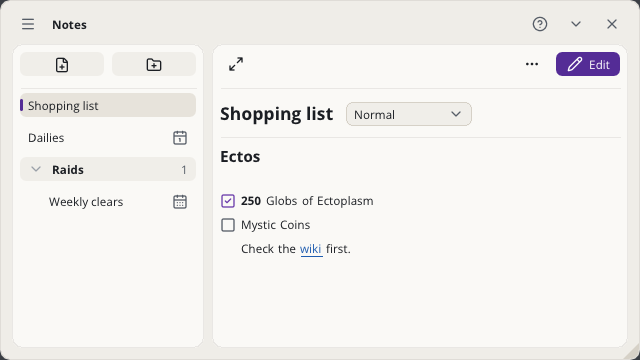 Notes
Edit
Shopping list
Dailies
Raids 1
Weekly clears
Shopping list Normal
Ectos
250 Globs of Ectoplasm
Mystic Coins
Check the wiki first.